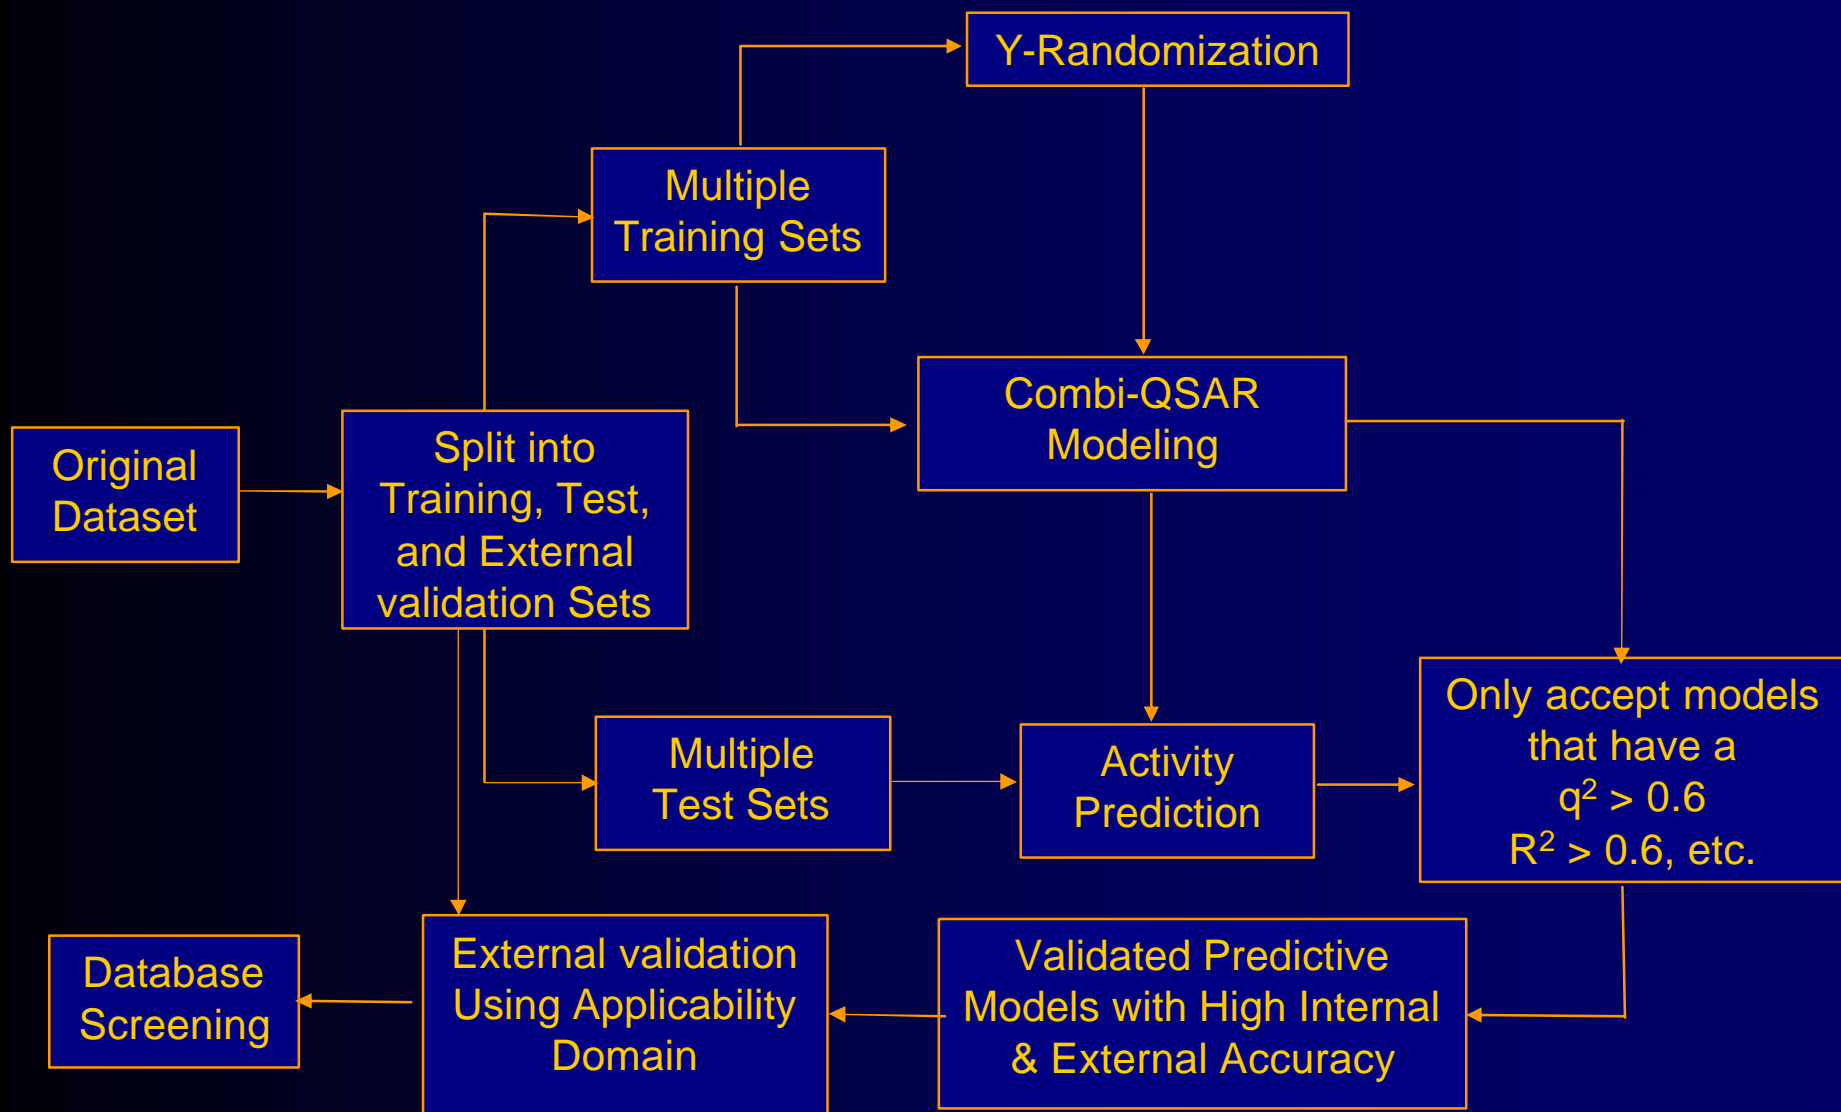 Y-Randomization
Multiple
Training Sets
Combi-QSAR
Modeling
Original
Dataset
Split into
Training, Test,
and External
validation Sets
Multiple
Test Sets
Activity
Prediction
Only accept models
that have a
q² > 0.6
R² > 0.6, etc.
Database
Screening
External validation
Using Applicability
Domain
Validated Predictive
Models with High Internal
& External Accuracy